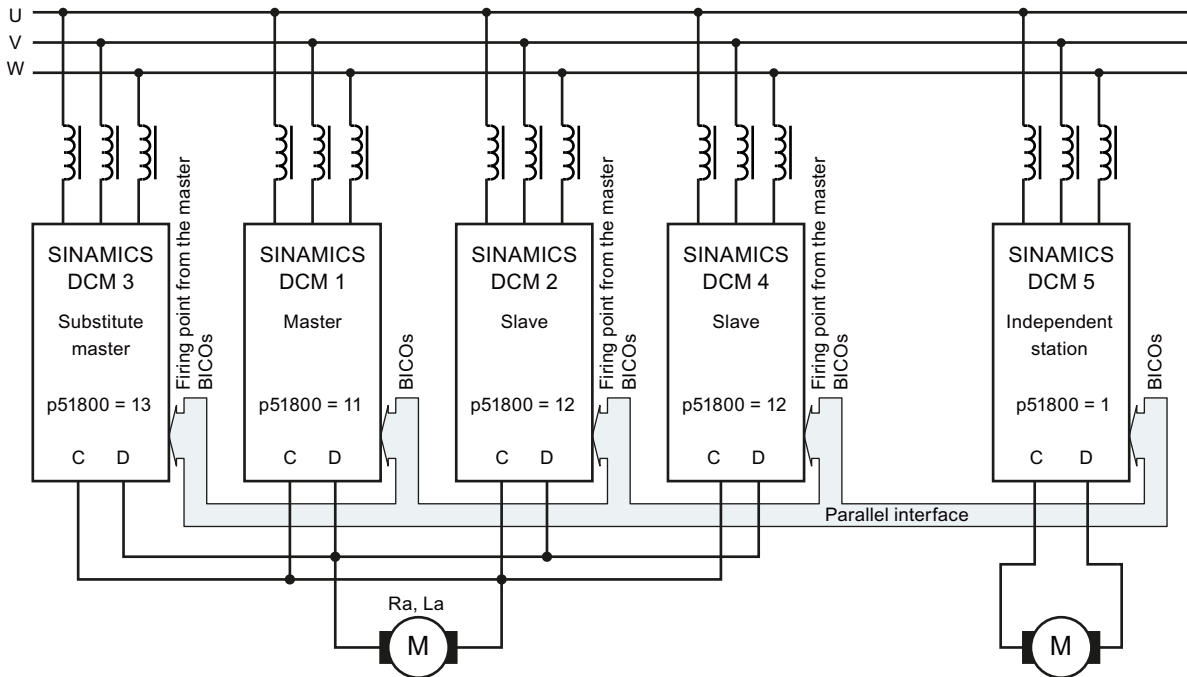 U
V
W
SINAMICS
DCM 3
Substitute
master
p51800 = 13
C D
Firing point from the master
BICOs
SINAMICS
DCM 1
Master
p51800 = 11
C D
BICOs
SINAMICS
DCM 2
Slave
p51800 = 12
C D
Firing point from the master
BICOs
SINAMICS
DCM 4
Slave
p51800 = 12
C D
Firing point from the master
BICOs
SINAMICS
DCM 5
Independent
station
p51800 = 1
C D
BICOs
Parallel interface
Ra, La
M
M